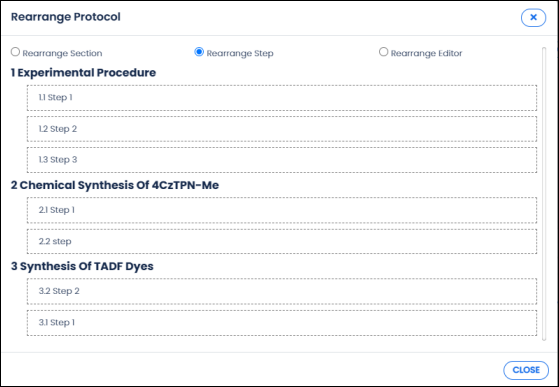 Rearrange Protocol
Rearrange Section Rearrange Step Rearrange Editor
1 Experimental Procedure
1.1 Step 1
1.2 Step 2
1.3 Step 3
2 Chemical Synthesis Of 4CzTPN-Me
2.1 Step 1
2.2 step
3 Synthesis Of TADF Dyes
3.2 Step 2
3.1 Step 1
CLOSE